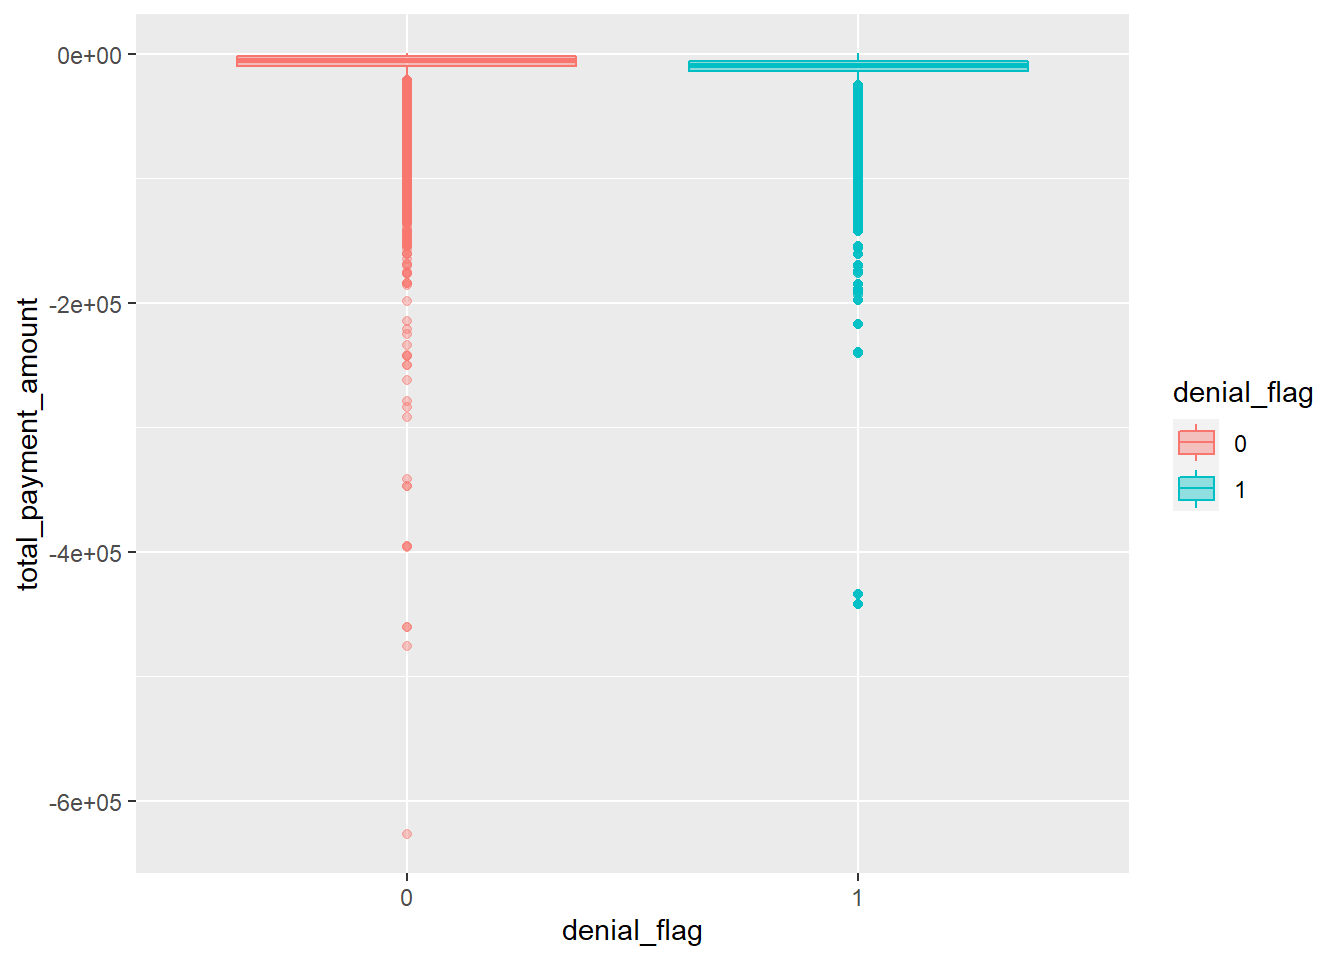 0e+00
-2e+05
-4e+05
-6e+05
total_payment_amount
0
1
denial_flag
denial_flag
0
1